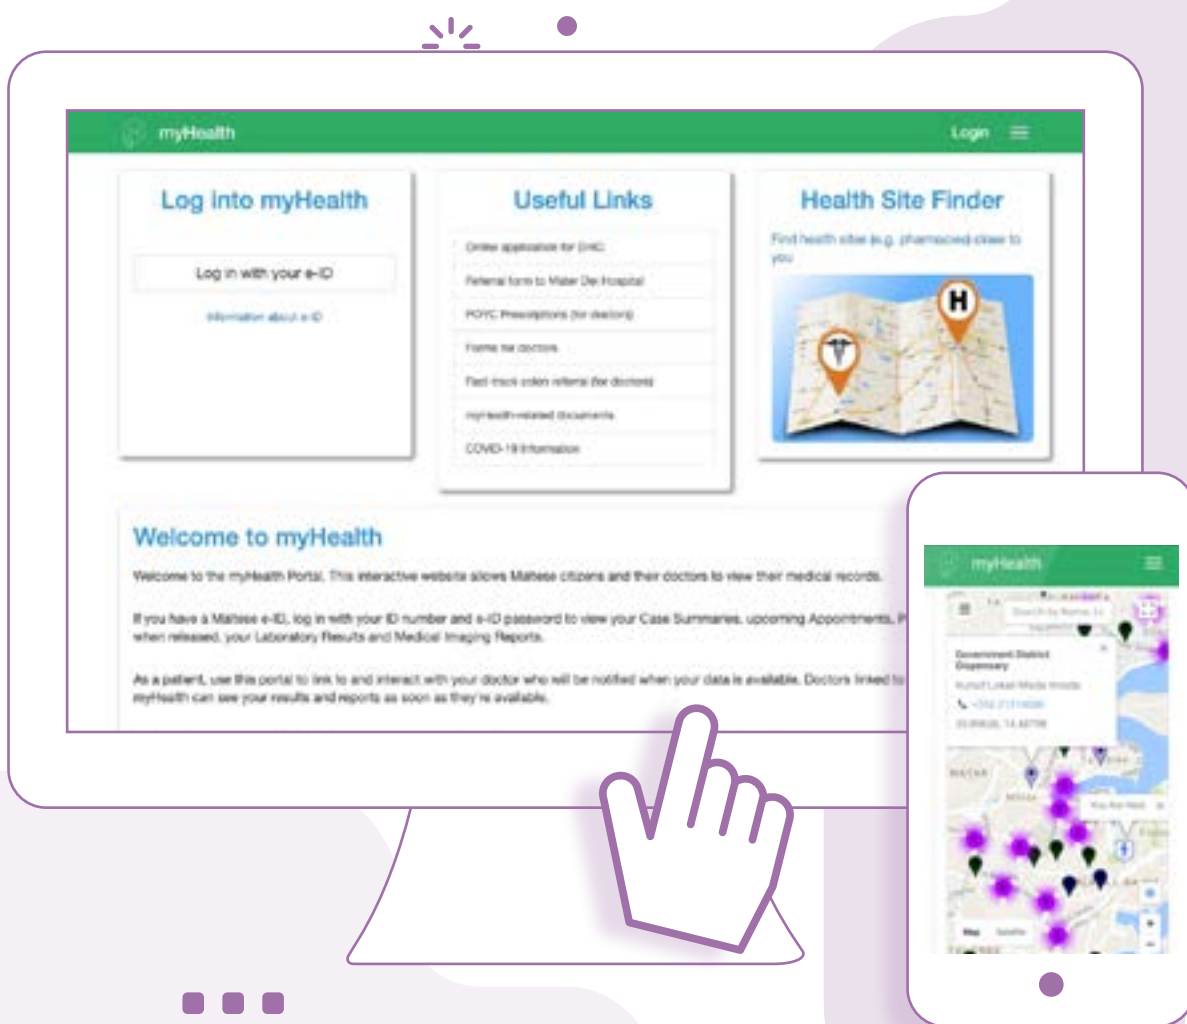 myHealth
Login
Log into myHealth
Log in with your e-ID
Information about e-ID
Useful Links
Online application for EHIC
Referral form to Mater Dei Hospital
POYC Prescriptions (for doctors)
Forms for doctors
Fast-track colon referral (for doctors)
myHealth-related documents
COVID-19 Information
Health Site Finder
Find health sites (e.g. pharmacies) close to
you
H
Welcome to myHealth
Welcome to the myHealth Portal. This interactive website allows Maltese citizens and their doctors to view their medical records.
If you have a Maltese e-ID, log in with your ID number and e-ID password to view your Case Summaries, upcoming Appointments,
when released, your Laboratory Results and Medical Imaging Reports.
As a patient, use this portal to link to and interact with your doctor who will be notified when your data is available. Doctors linked to
myHealth can see your results and reports as soon as they're available.
myHealth
Search by Name
Government District
Dispensary
You Are Here
Map Satellite